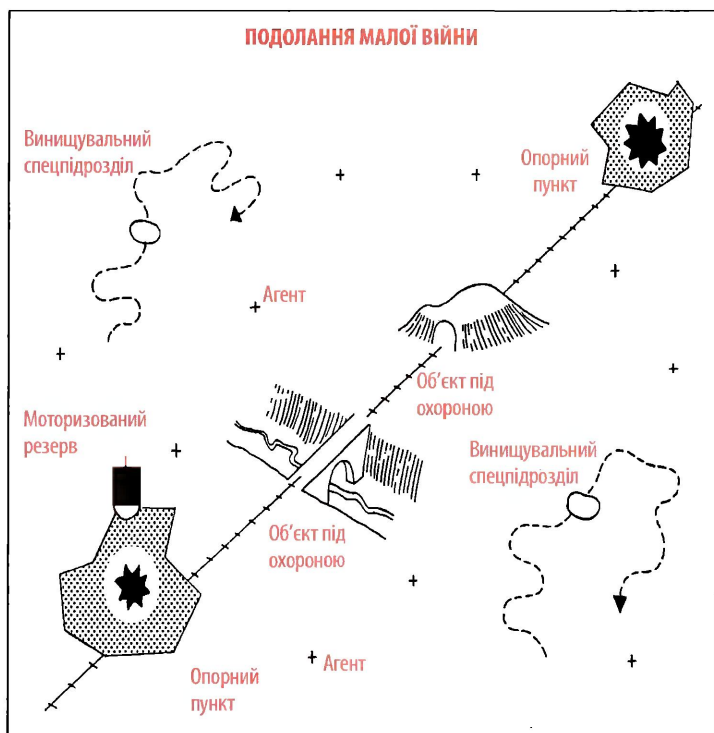 ПОДОЛАННЯ МАЛОЇ ВІЙНИ
Винищувальний
спецпідрозділ
Опорний
пункт
Агент
Об’єкт під
охороною
Моторизований
резерв
Винищувальний
спецпідрозділ
Об’єкт під
охороною
Агент
Опорний
пункт